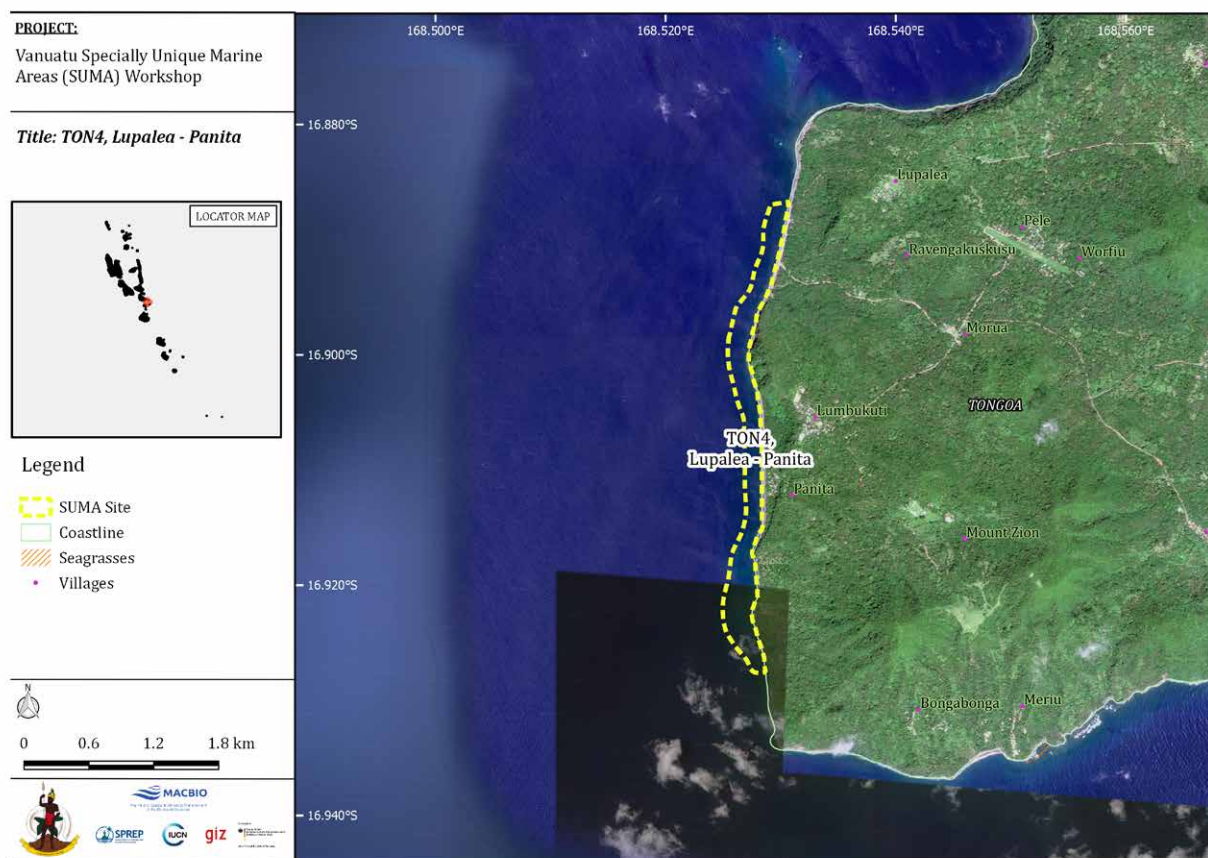 PROJECT:
Vanuatu Specially Unique Marine
Areas (SUMA) Workshop
Title: TON4, Lupalea - Panita
LOCATOR MAP
Legend
SUMA Site
Coastline
Seagrasses
Villages
N
0 0.6 1.2 1.8 km
MACBIO
SPREP
IUCN
giz
168.500°E 168.520°E 168.540°E 168.560°E
16.880°S
16.900°S
16.920°S
16.940°S
Lupalea
Pele
Ravengakuskusu
Worfiu
Morua
Lumbukuti
TONGOA
TON4,
Lupalea - Panita
Panita
Mount Zion
Bongabonga
Meriu